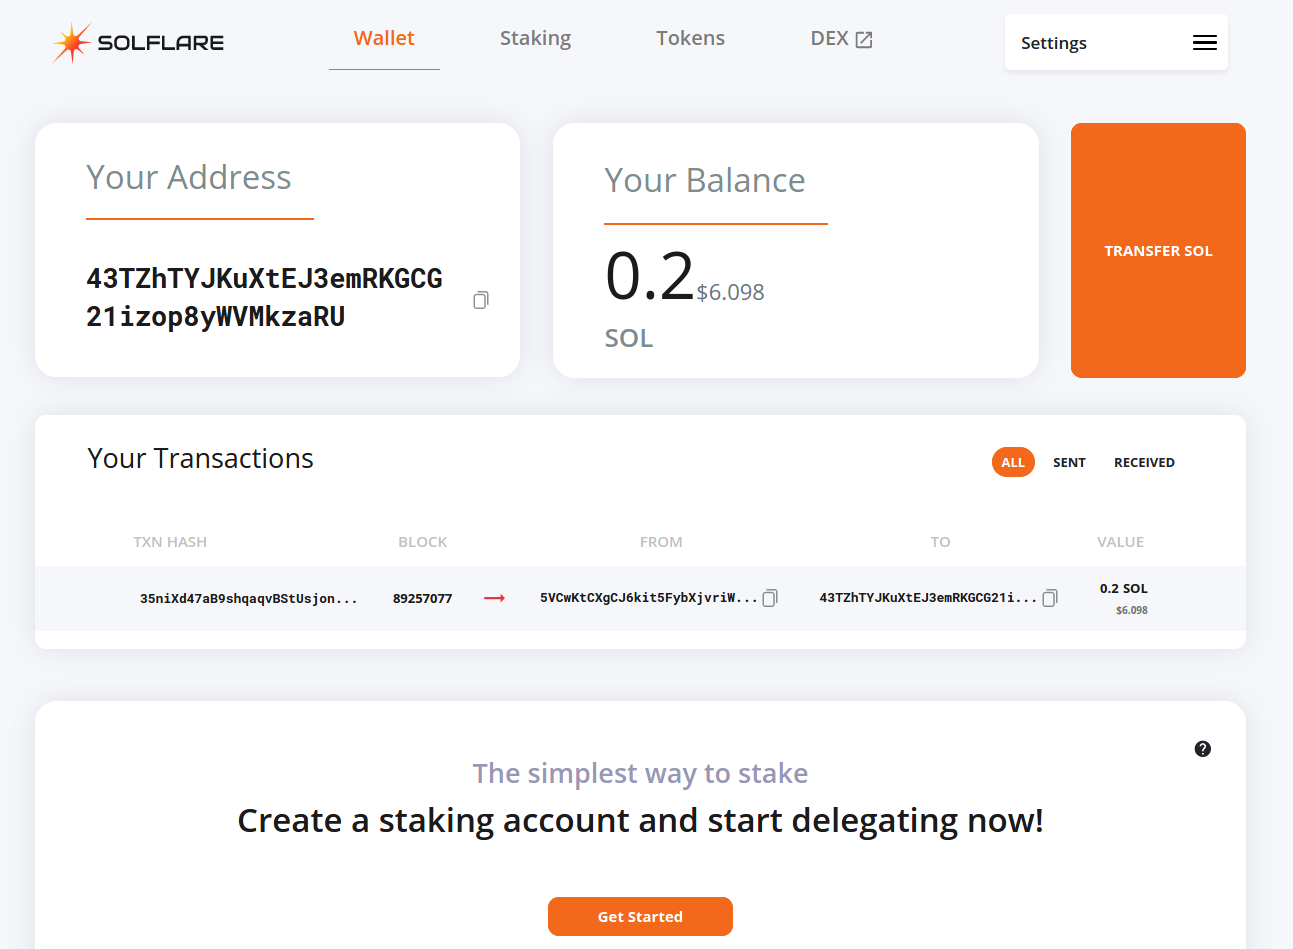 SOLFLARE
Wallet
Staking
Tokens
DEX
Settings
Your Address
43TZhTYJKuXtEJ3emRKGCG
21izop8yWVMkzaRU
Your Balance
0.2 $6.098
SOL
TRANSFER SOL
Your Transactions
ALL
SENT
RECEIVED
TXN HASH
BLOCK
FROM
TO
VALUE
35niXd47aB9shqaqvBStUsjon...
89257077
5VCwKtCXgCJ6kit5FybXjvriW...
43TZhTYJKuXtEJ3emRKGCG21i...
0.2 SOL
$6.098
The simplest way to stake
Create a staking account and start delegating now!
Get Started